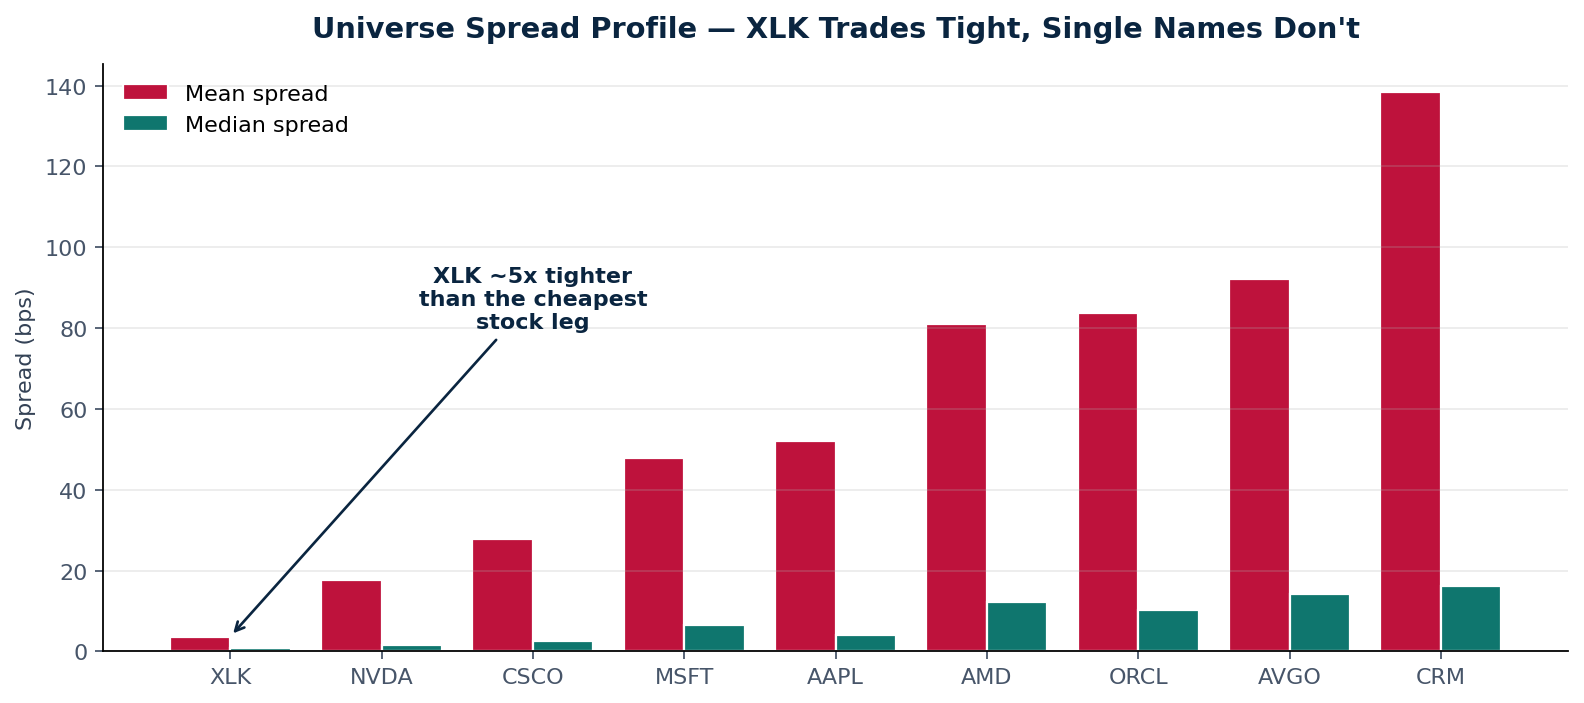 Universe Spread Profile — XLK Trades Tight, Single Names Don't
Mean spread
Median spread
XLK ~5x tighter
than the cheapest
stock leg
Spread (bps)
140
120
100
80
60
40
20
0
XLK NVDA CSCO MSFT AAPL AMD ORCL AVGO CRM